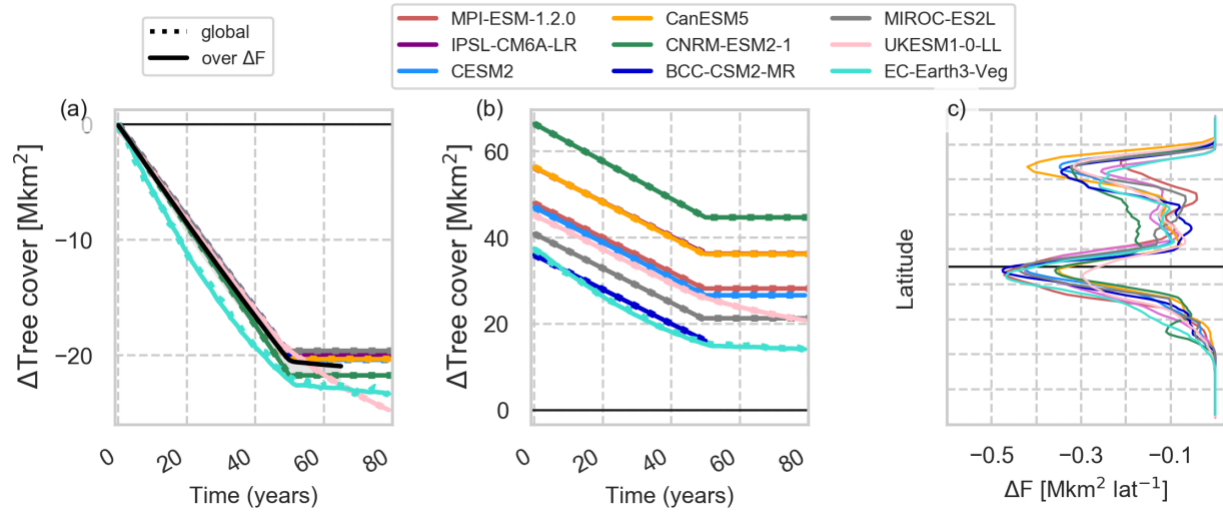 global
over ΔF
MPI-ESM-1.2.0
IPSL-CM6A-LR
CESM2
CanESM5
CNRM-ESM2-1
BCC-CSM2-MR
MIROC-ES2L
UKESM1-0-LL
EC-Earth3-Veg
(a)
ΔTree cover [Mkm²]
0
−10
−20
0
20
40
60
80
Time (years)
(b)
ΔTree cover [Mkm²]
60
40
20
0
0
20
40
60
80
Time (years)
c)
Latitude
−0.5
−0.3
−0.1
ΔF [Mkm² lat⁻¹]